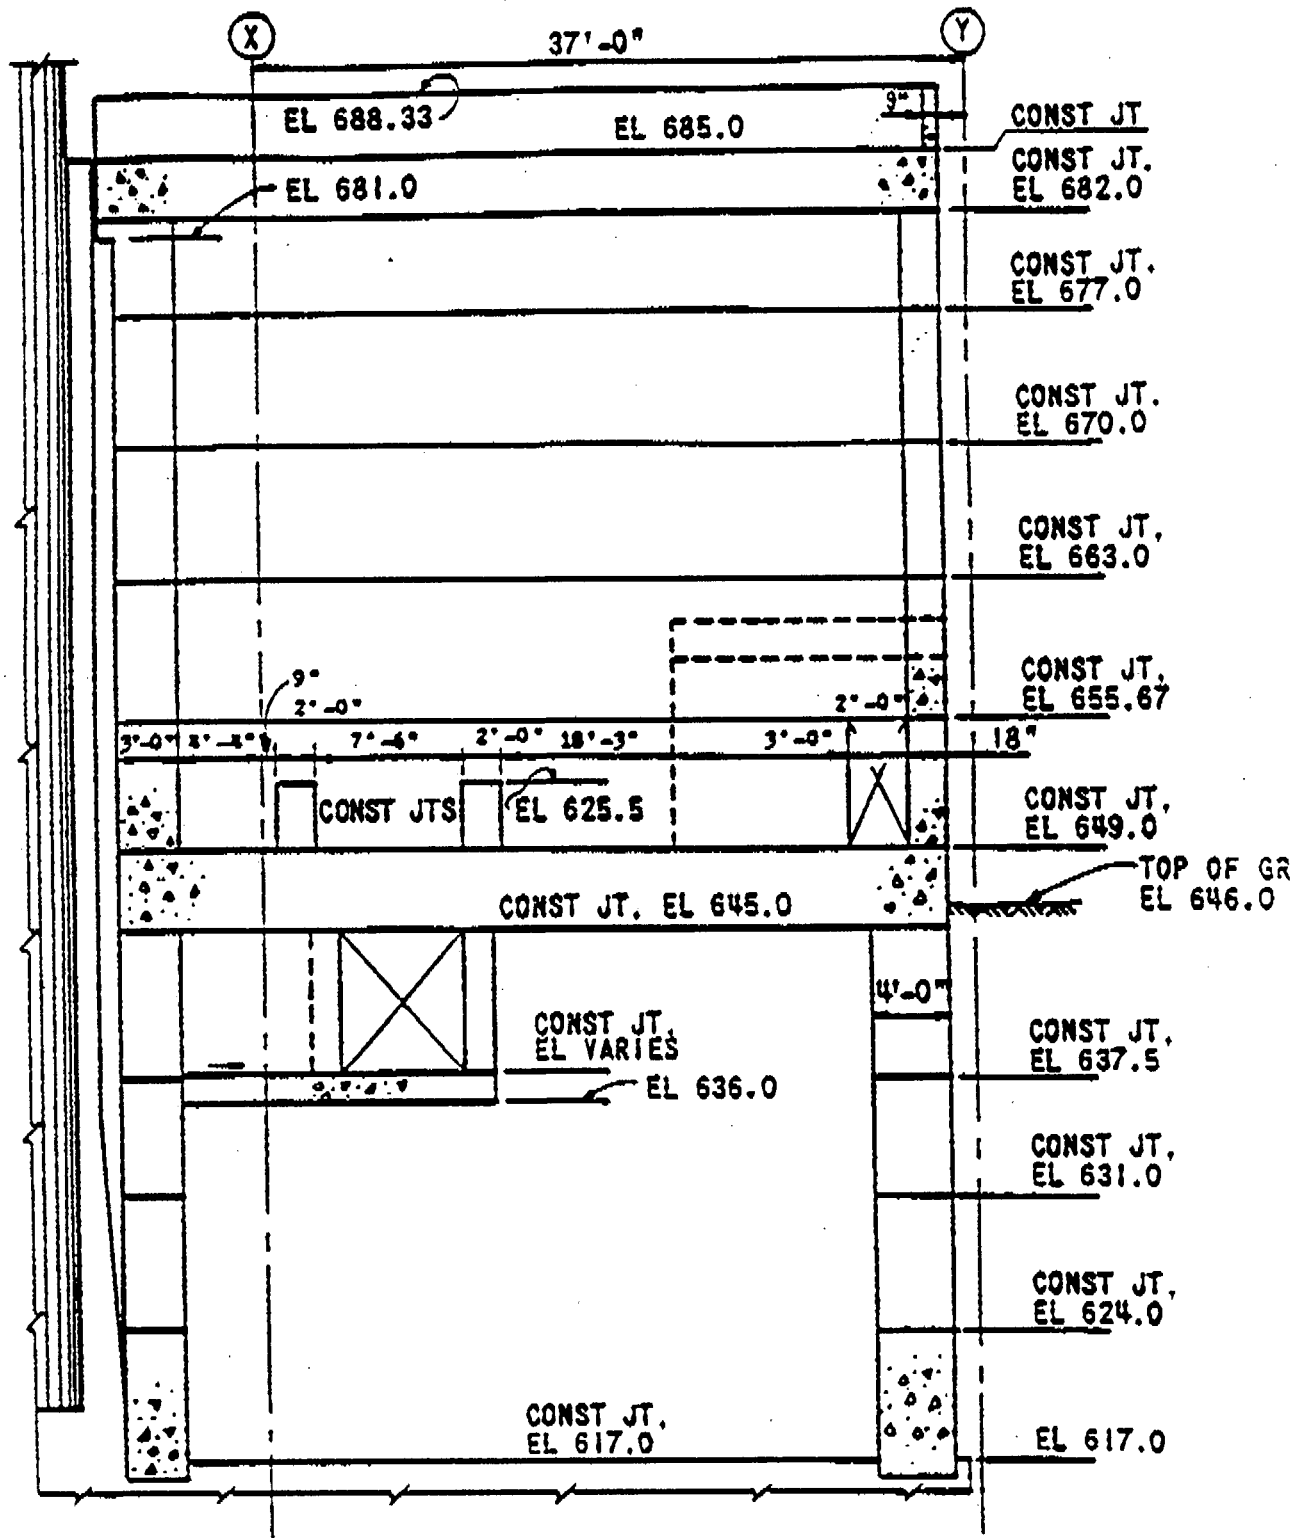 X
Y
37'-0"
EL 688.33
EL 685.0
9"
CONST JT
CONST JT.
EL 682.0
EL 681.0
CONST JT.
EL 677.0
CONST JT.
EL 670.0
CONST JT,
EL 663.0
CONST JT,
EL 655.67
9"
2'-0"
2'-0"
3'-0"
4'-4"
7'-6"
2'-0"
18'-3"
3'-0"
18"
CONST JTS
EL 625.5
CONST JT,
EL 649.0
TOP OF GR
EL 646.0
CONST JT, EL 645.0
4'-0"
CONST JT,
EL VARIES
CONST JT,
EL 637.5
EL 636.0
CONST JT,
EL 631.0
CONST JT,
EL 624.0
CONST JT,
EL 617.0
EL 617.0